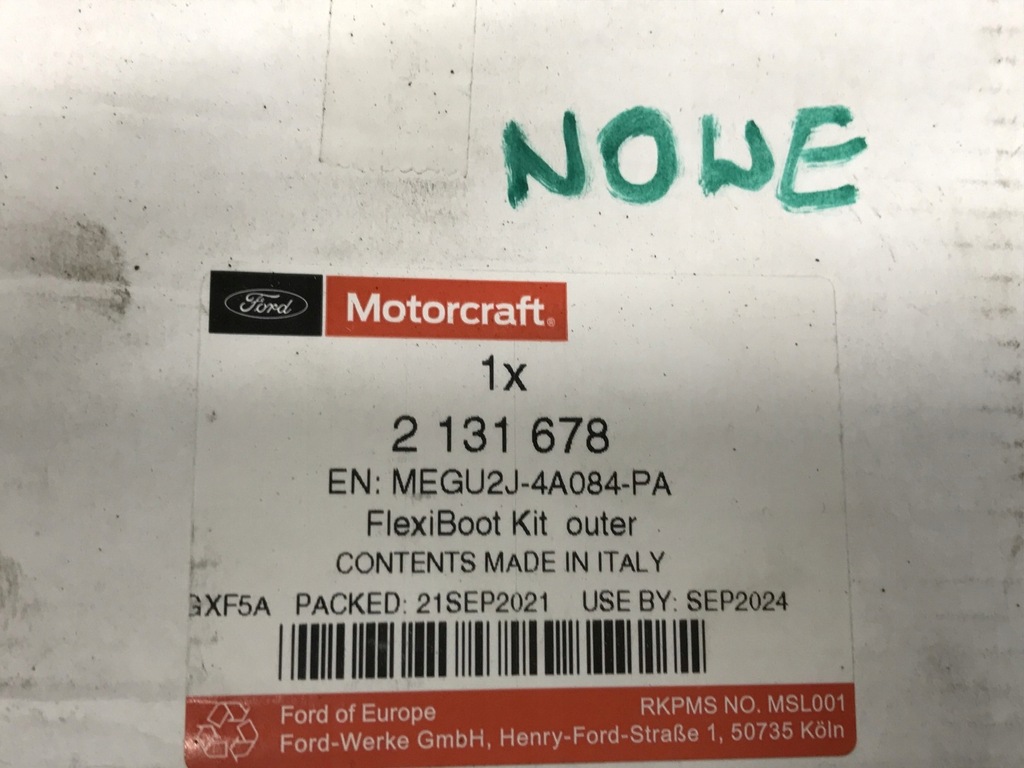 NOWE
Ford Motorcraft®
1x
2 131 678
EN: MEGU2J-4A084-PA
FlexiBoot Kit outer
CONTENTS MADE IN ITALY
GXF5A PACKED: 21SEP2021 USE BY: SEP2024
Ford of Europe RKPMS NO. MSL001
Ford-Werke GmbH, Henry-Ford-Straße 1, 50735 Köln